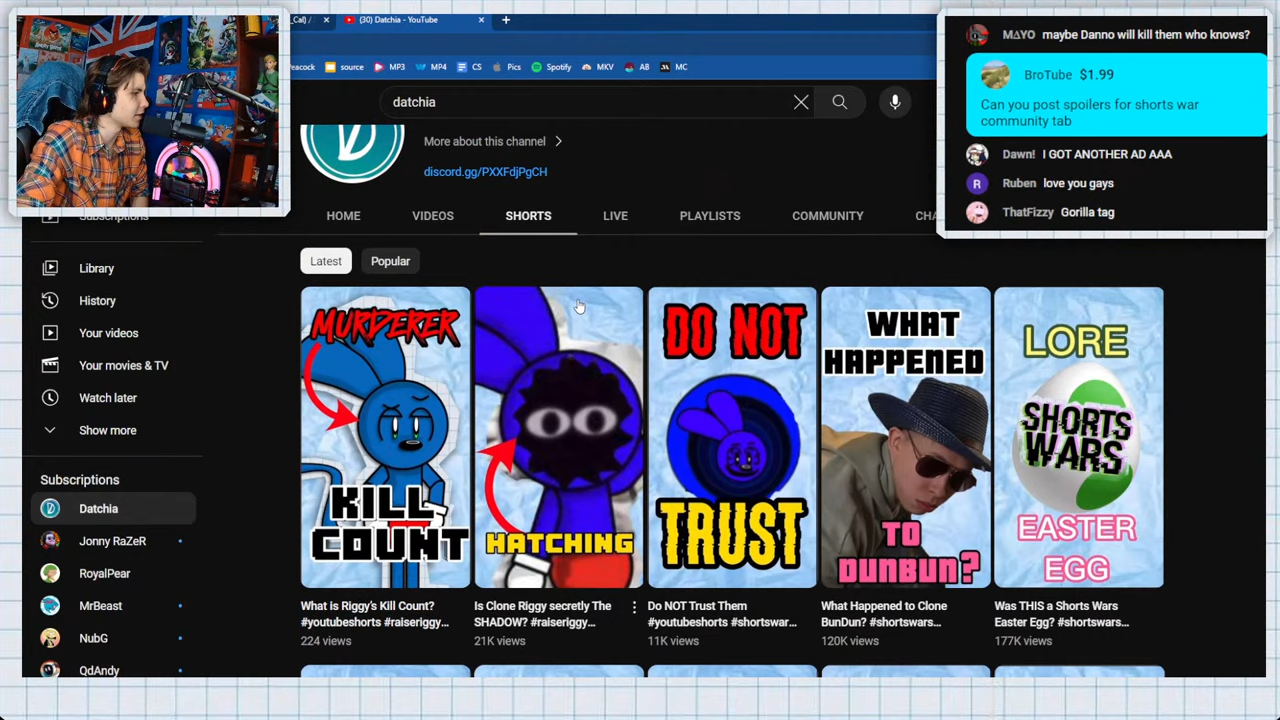 _Cal) /
(30) Datchia - YouTube
eacock
source
MP3
MP4
CS
Pics
Spotify
MKV
AB
MC
datchia
More about this channel
discord.gg/PXXFdjPgCH
HOME
VIDEOS
SHORTS
LIVE
PLAYLISTS
COMMUNITY
CHA
Latest
Popular
Subscriptions
Library
History
Your videos
Your movies & TV
Watch later
Show more
Subscriptions
Datchia
Jonny RaZeR
RoyalPear
MrBeast
NubG
QdAndy
MURDERER
KILL
COUNT
HATCHING
DO NOT
TRUST
WHAT
HAPPENED
TO
DUNBUN?
LORE
SHORTS
WARS
EASTER
EGG
What is Riggy's Kill Count?
#youtubeshorts #raiseriggy...
224 views
Is Clone Riggy secretly The
SHADOW? #raiseriggy...
21K views
Do NOT Trust Them
#youtubeshorts #shortswar...
11K views
What Happened to Clone
BunDun? #shortswars...
120K views
Was THIS a Shorts Wars
Easter Egg? #shortswars...
177K views
MAYO maybe Danno will kill them who knows?
BroTube $1.99
Can you post spoilers for shorts war
community tab
Dawn! I GOT ANOTHER AD AAA
R
Ruben love you gays
ThatFizzy Gorilla tag